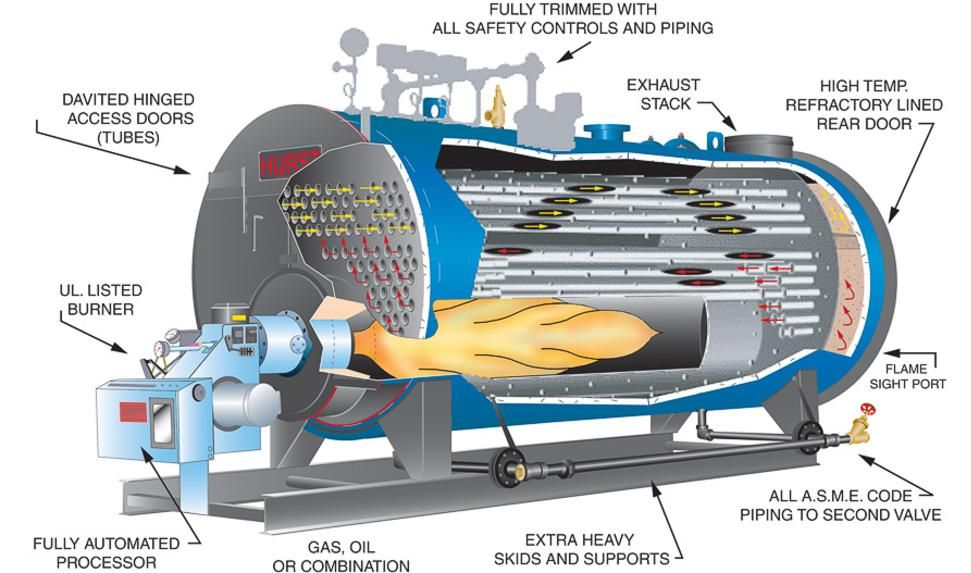 FULLY TRIMMED WITH
ALL SAFETY CONTROLS AND PIPING
EXHAUST
STACK
HIGH TEMP.
REFRACTORY LINED
REAR DOOR
DAVITED HINGED
ACCESS DOORS
(TUBES)
HURST
UL. LISTED
BURNER
FLAME
SIGHT PORT
ALL A.S.M.E. CODE
PIPING TO SECOND VALVE
FULLY AUTOMATED
PROCESSOR
GAS, OIL
OR COMBINATION
EXTRA HEAVY
SKIDS AND SUPPORTS